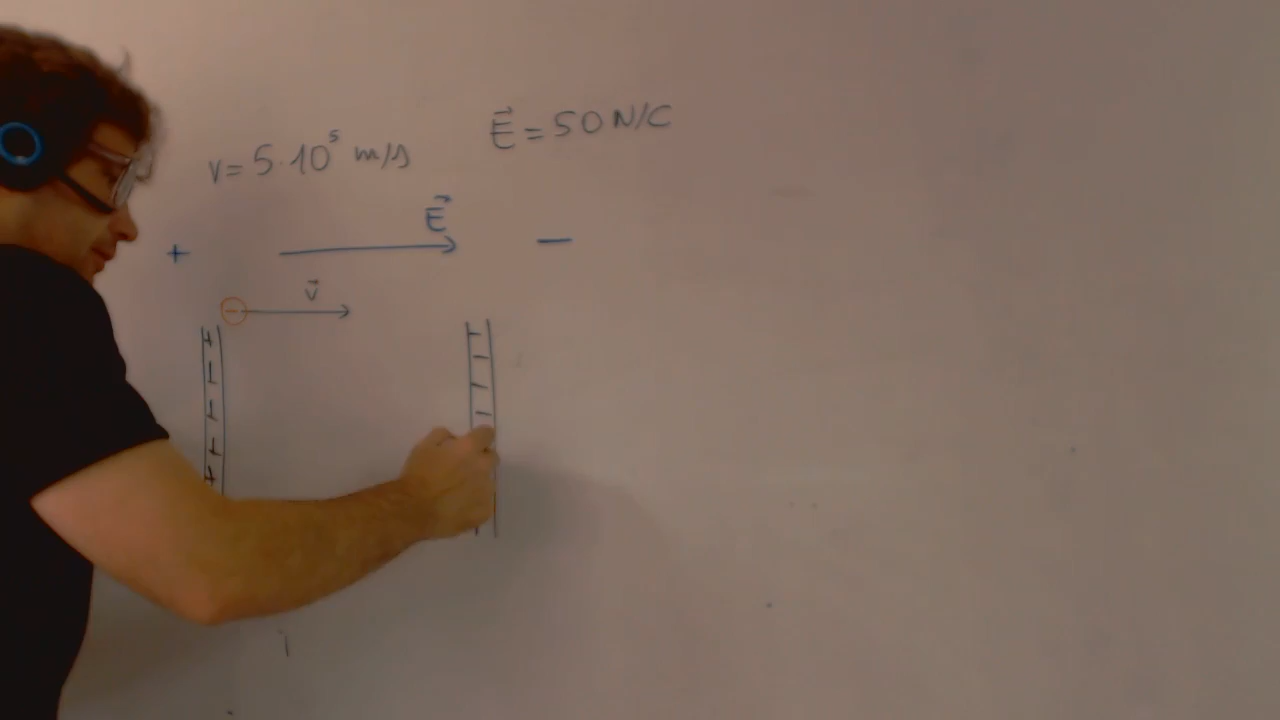 v = 5·10⁵ m/s
E⃗ = 50 N/C
E⃗
+ −
v⃗
−